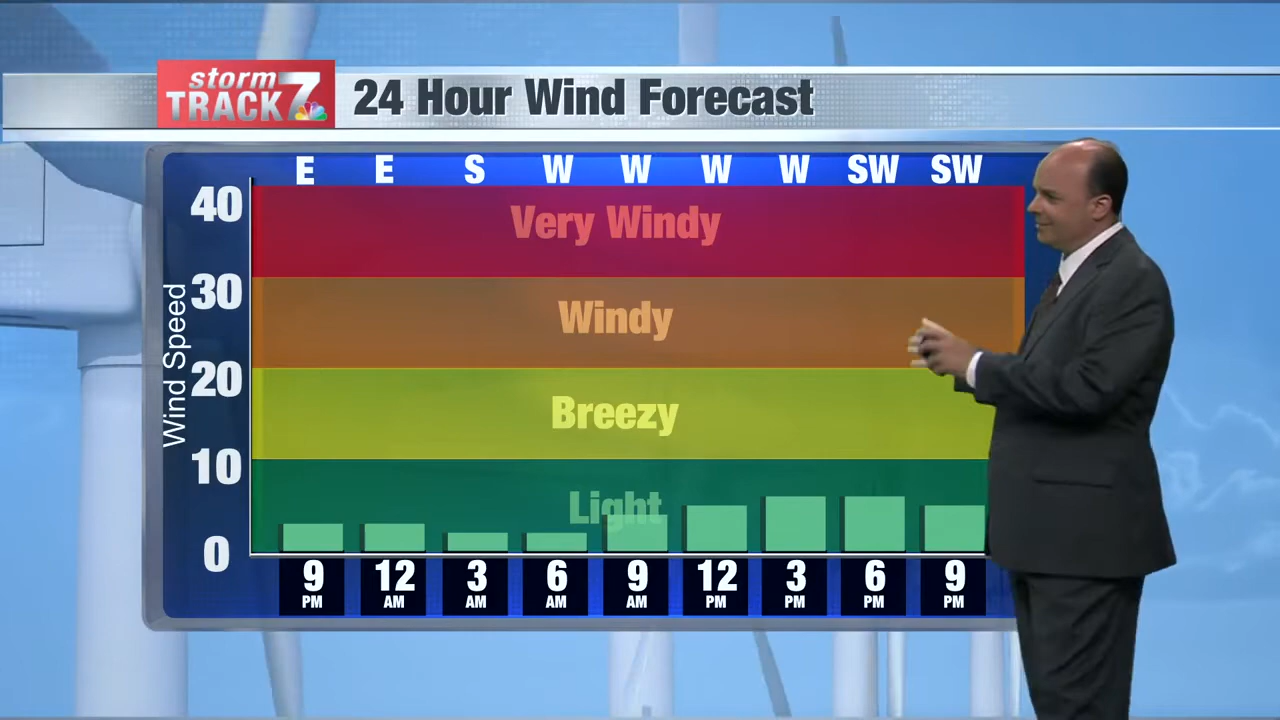 storm
TRACK 7
24 Hour Wind Forecast
E E S W W W W SW SW
40
Very Windy
30
Windy
Wind Speed
20
Breezy
10
Light
0
9 12 3 6 9 12 3 6 9
PM AM AM AM AM PM PM PM PM